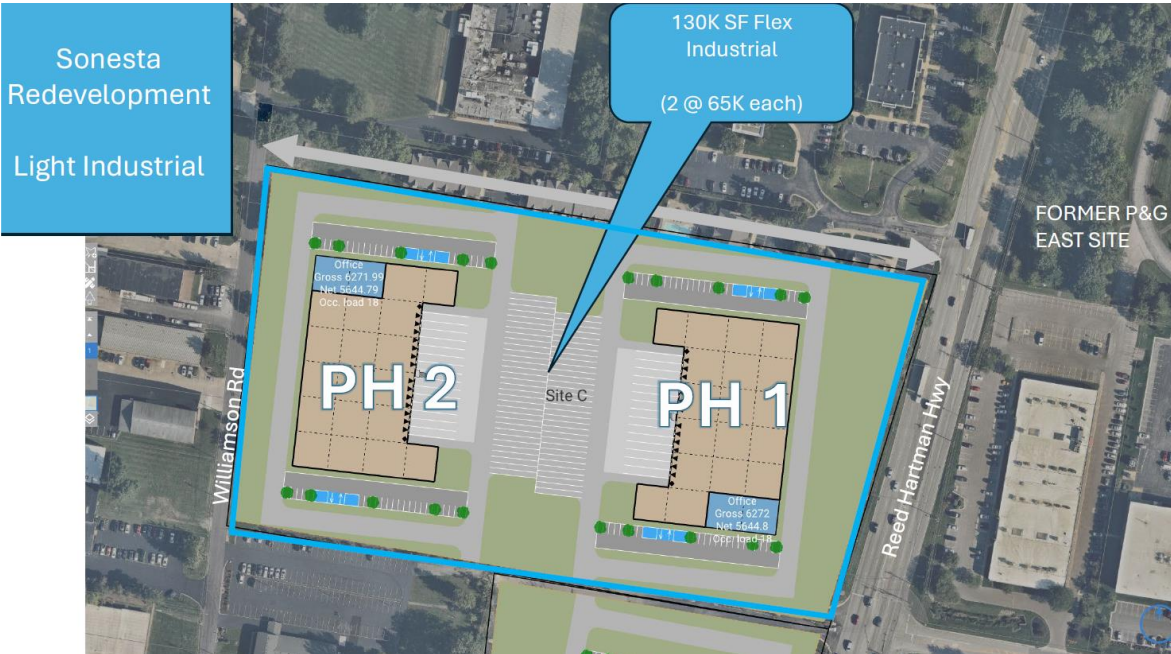 Sonesta
Redevelopment
Light Industrial
130K SF Flex
Industrial
(2 @ 65K each)
FORMER P&G
EAST SITE
Office
Gross 6271.99
Net 5644.79
Occ. load 18
PH 2
Site C
PH 1
Williamson Rd
Reed Hartman Hwy
Office
Gross 6272
Net 5644.8
Occ. load 18
1